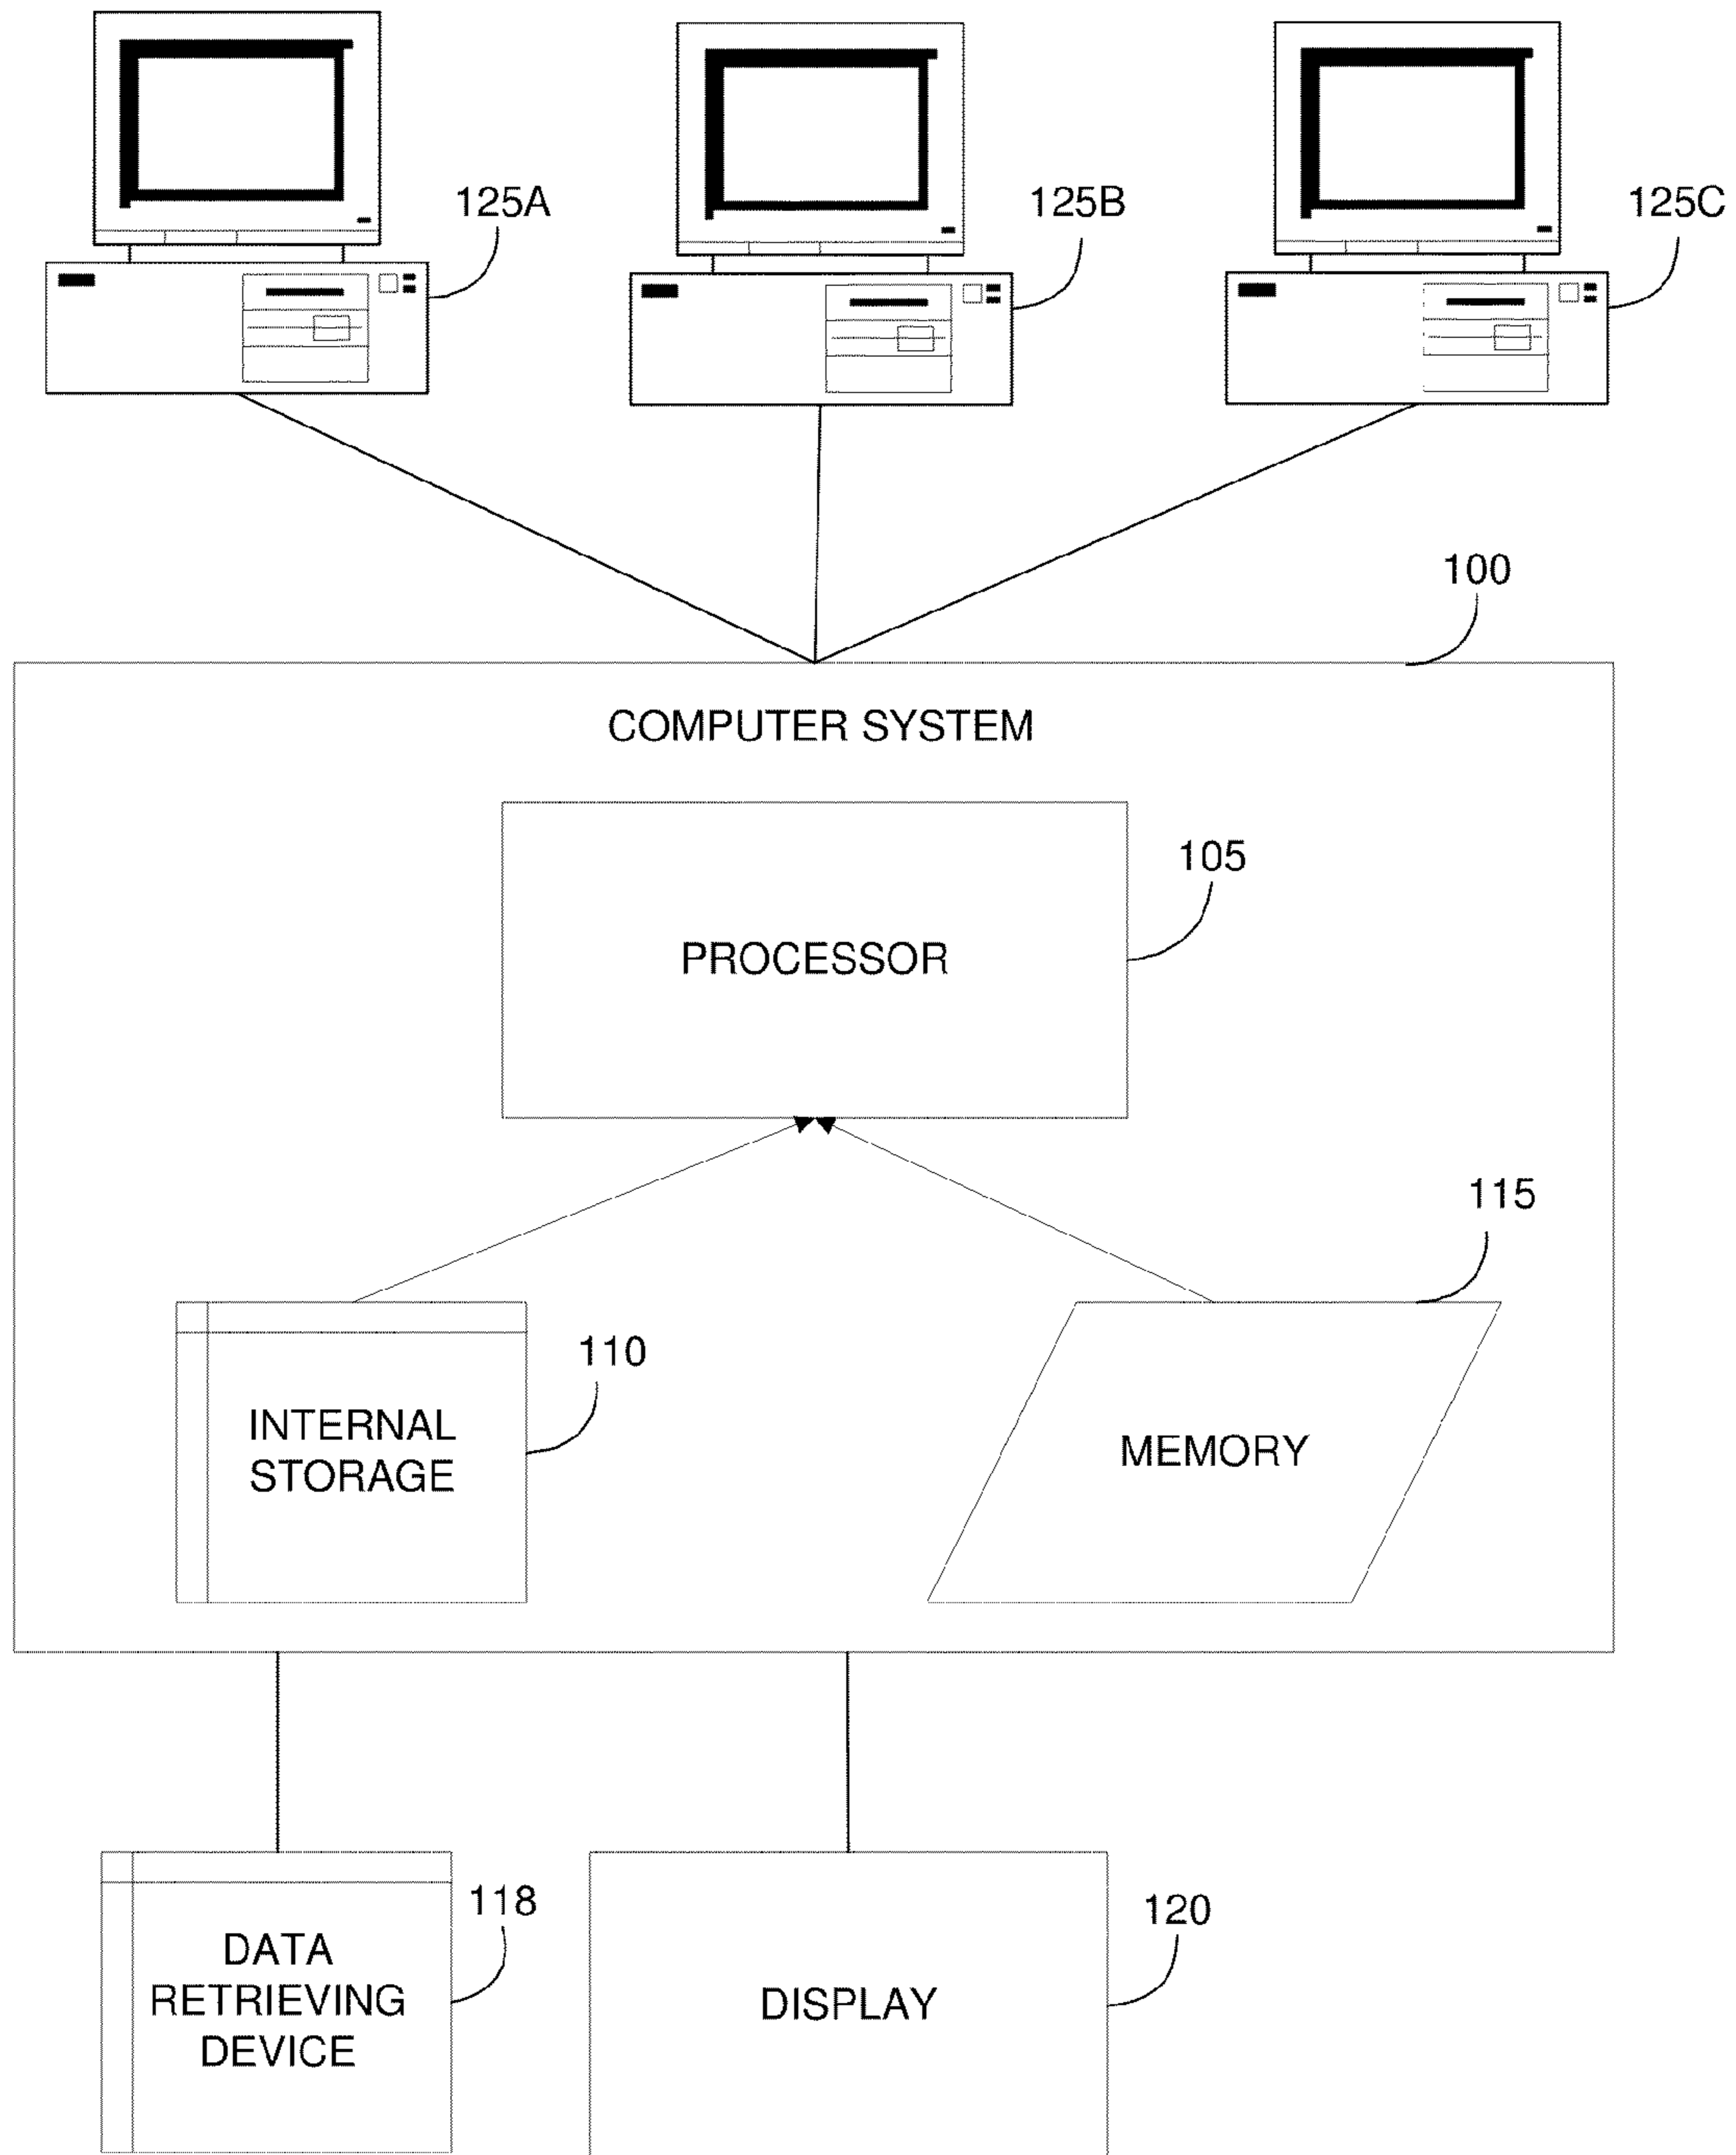 125A
125B
125C
100
COMPUTER SYSTEM
105
PROCESSOR
115
110
INTERNAL
STORAGE
MEMORY
118
120
DATA
RETRIEVING
DEVICE
DISPLAY